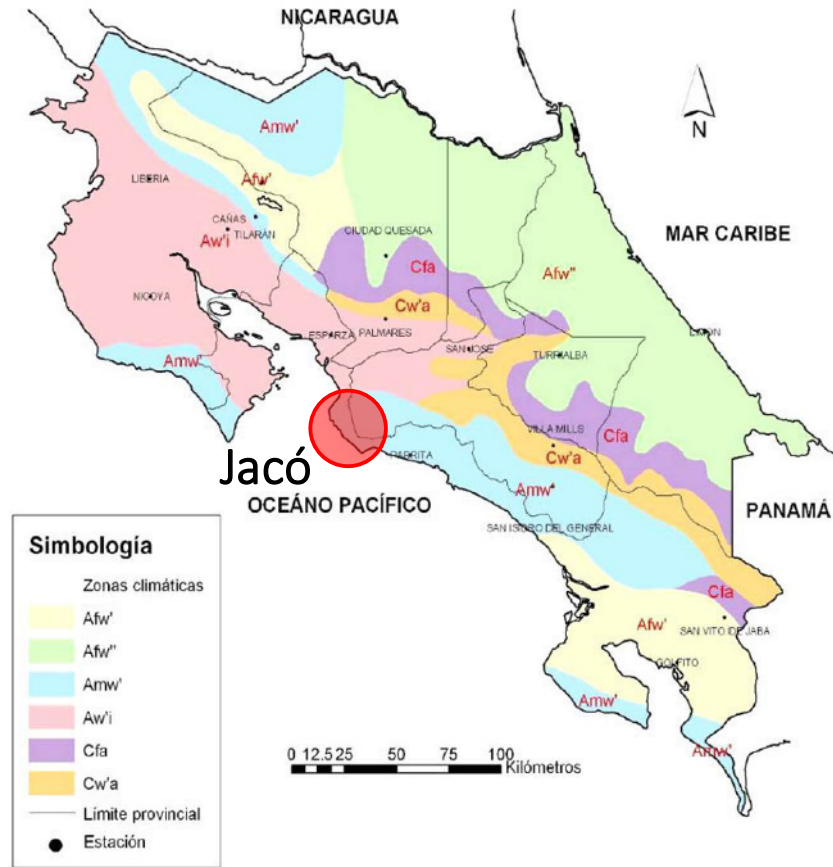 NICARAGUA
N
Amw'
LIBERIA
Afw'
CAÑAS
TILARÁN
Aw'i
CIUDAD QUESADA
MAR CARIBE
Cfa
Afw"
NICOYA
Cw'a
ESPARZA
PALMARES
SAN JOSE
LIMÓN
TURRIALBA
Amw'
Jacó
PARRITA
VILLA MILLS
Cfa
Cw'a
OCEÁNO PACÍFICO
Amw'
PANAMÁ
SAN ISIDRO DEL GENERAL
Cfa
Afw'
SAN VITO DE JABA
GOLFITO
Amw'
Amw'
0 12.5 25 50 75 100
Kilómetros
Simbología
Zonas climáticas
Afw'
Afw"
Amw'
Aw'i
Cfa
Cw'a
Límite provincial
Estación